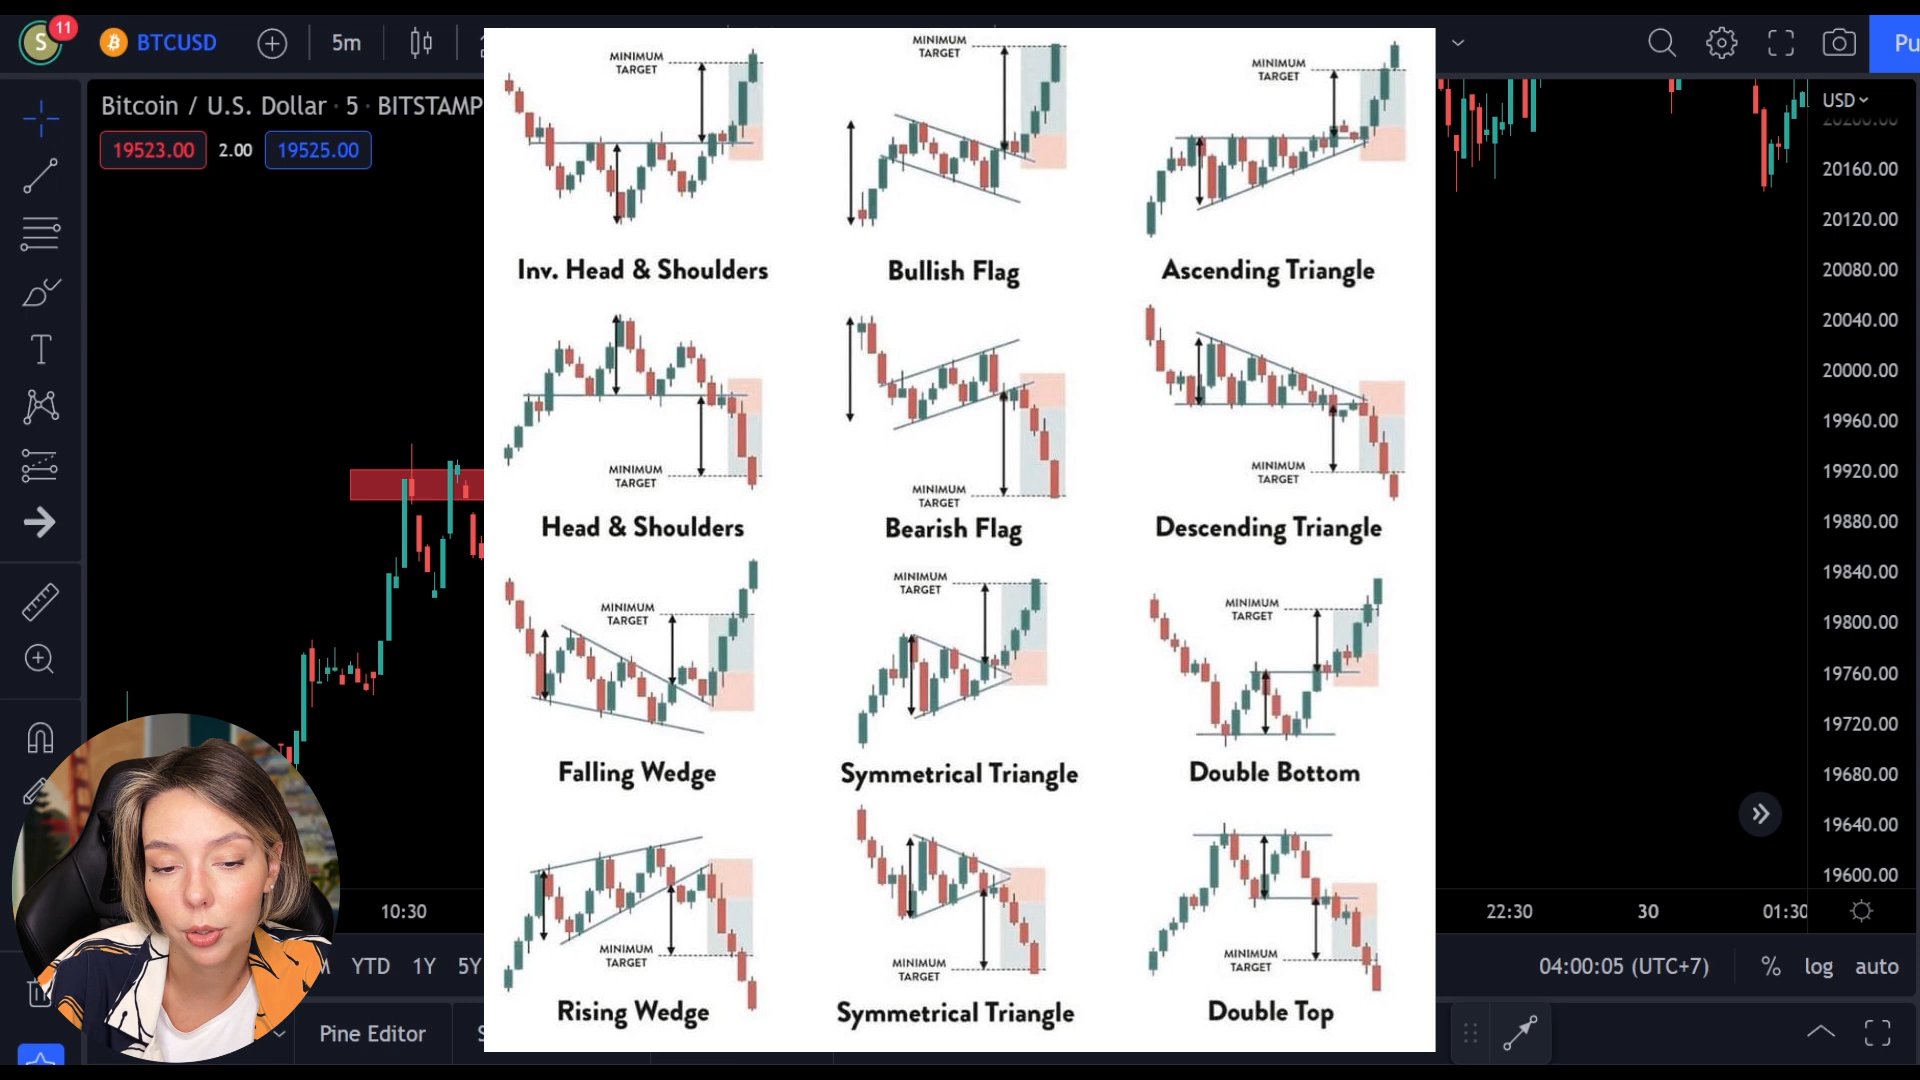 S
11
BTCUSD
5m
Pu
Bitcoin / U.S. Dollar · 5 · BITSTAMP
19523.00
2.00
19525.00
MINIMUM
TARGET
Inv. Head & Shoulders
MINIMUM
TARGET
Bullish Flag
MINIMUM
TARGET
Ascending Triangle
MINIMUM
TARGET
Head & Shoulders
MINIMUM
TARGET
Bearish Flag
MINIMUM
TARGET
Descending Triangle
MINIMUM
TARGET
Falling Wedge
MINIMUM
TARGET
Symmetrical Triangle
MINIMUM
TARGET
Double Bottom
MINIMUM
TARGET
Rising Wedge
MINIMUM
TARGET
Symmetrical Triangle
MINIMUM
TARGET
Double Top
USD
20160.00
20120.00
20080.00
20040.00
20000.00
19960.00
19920.00
19880.00
19840.00
19800.00
19760.00
19720.00
19680.00
19640.00
19600.00
10:30
22:30
30
01:30
YTD
1Y
5Y
04:00:05 (UTC+7)
%
log
auto
Pine Editor